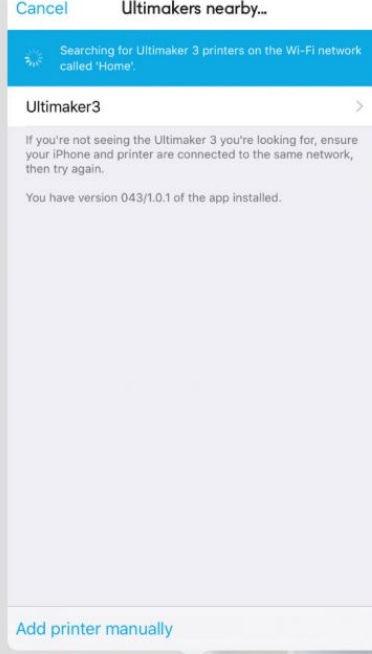 Cancel Ultimakers nearby...
Searching for Ultimaker 3 printers on the Wi-Fi network
called 'Home'.
Ultimaker3
If you're not seeing the Ultimaker 3 you're looking for, ensure
your iPhone and printer are connected to the same network,
then try again.
You have version 043/1.0.1 of the app installed.
Add printer manually